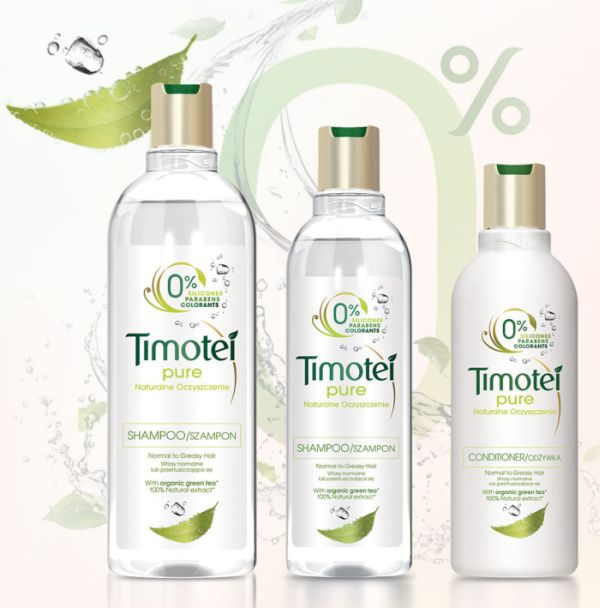 0%
0%
SILICONES
PARABENS
COLORANTS
Timotei
pure
Naturalne Oczyszczenie
SHAMPOO/SZAMPON
Normal to Greasy Hair
Włosy normalne
lub przetłuszczające się
With organic green tea*
100% Natural extract*
0%
SILICONES
PARABENS
COLORANTS
Timotei
pure
Naturalne Oczyszczenie
SHAMPOO/SZAMPON
Normal to Greasy Hair
Włosy normalne
lub przetłuszczające się
With organic green tea*
100% Natural extract*
0%
SILICONES
PARABENS
COLORANTS
Timotei
pure
Naturalne Oczyszczenie
CONDITIONER/ODŻYWKA
Normal to Greasy Hair
Włosy normalne
lub przetłuszczające się
With organic green tea*
100% Natural extract*